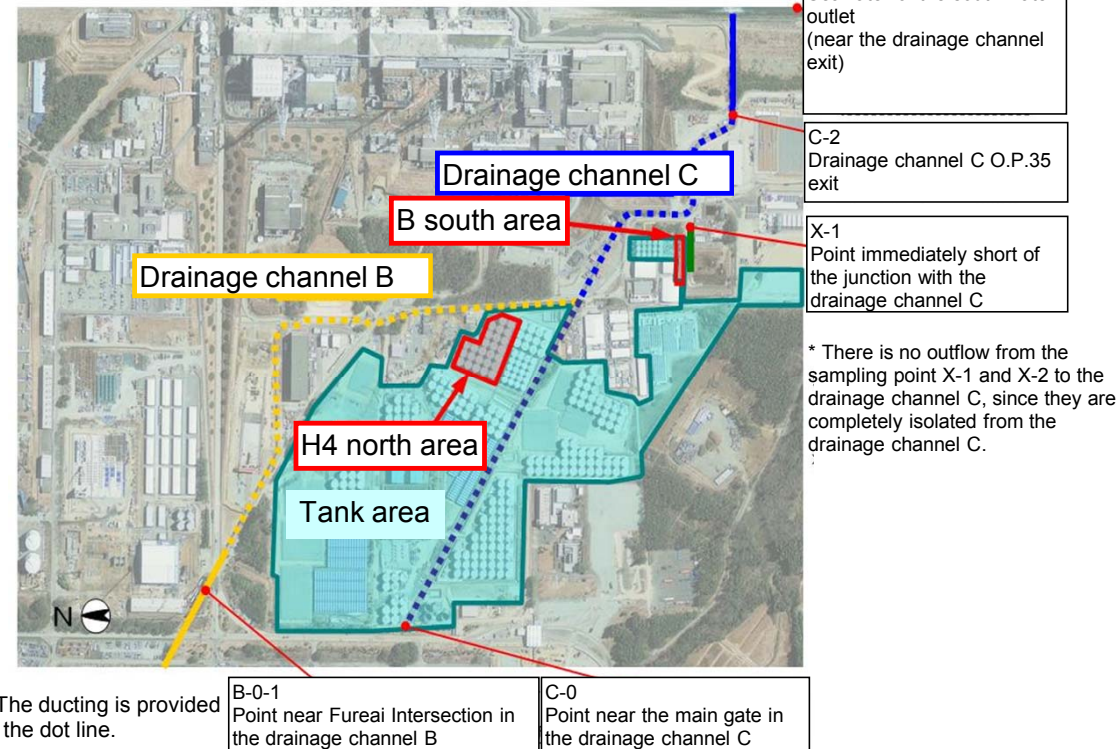 outlet
(near the drainage channel
exit)
C-2
Drainage channel C O.P.35
exit
Drainage channel C
B south area
X-1
Point immediately short of
the junction with the
drainage channel C
Drainage channel B
* There is no outflow from the
sampling point X-1 and X-2 to the
drainage channel C, since they are
completely isolated from the
drainage channel C.
H4 north area
Tank area
N
The ducting is provided
the dot line.
B-0-1
Point near Fureai Intersection in
the drainage channel B
C-0
Point near the main gate in
the drainage channel C